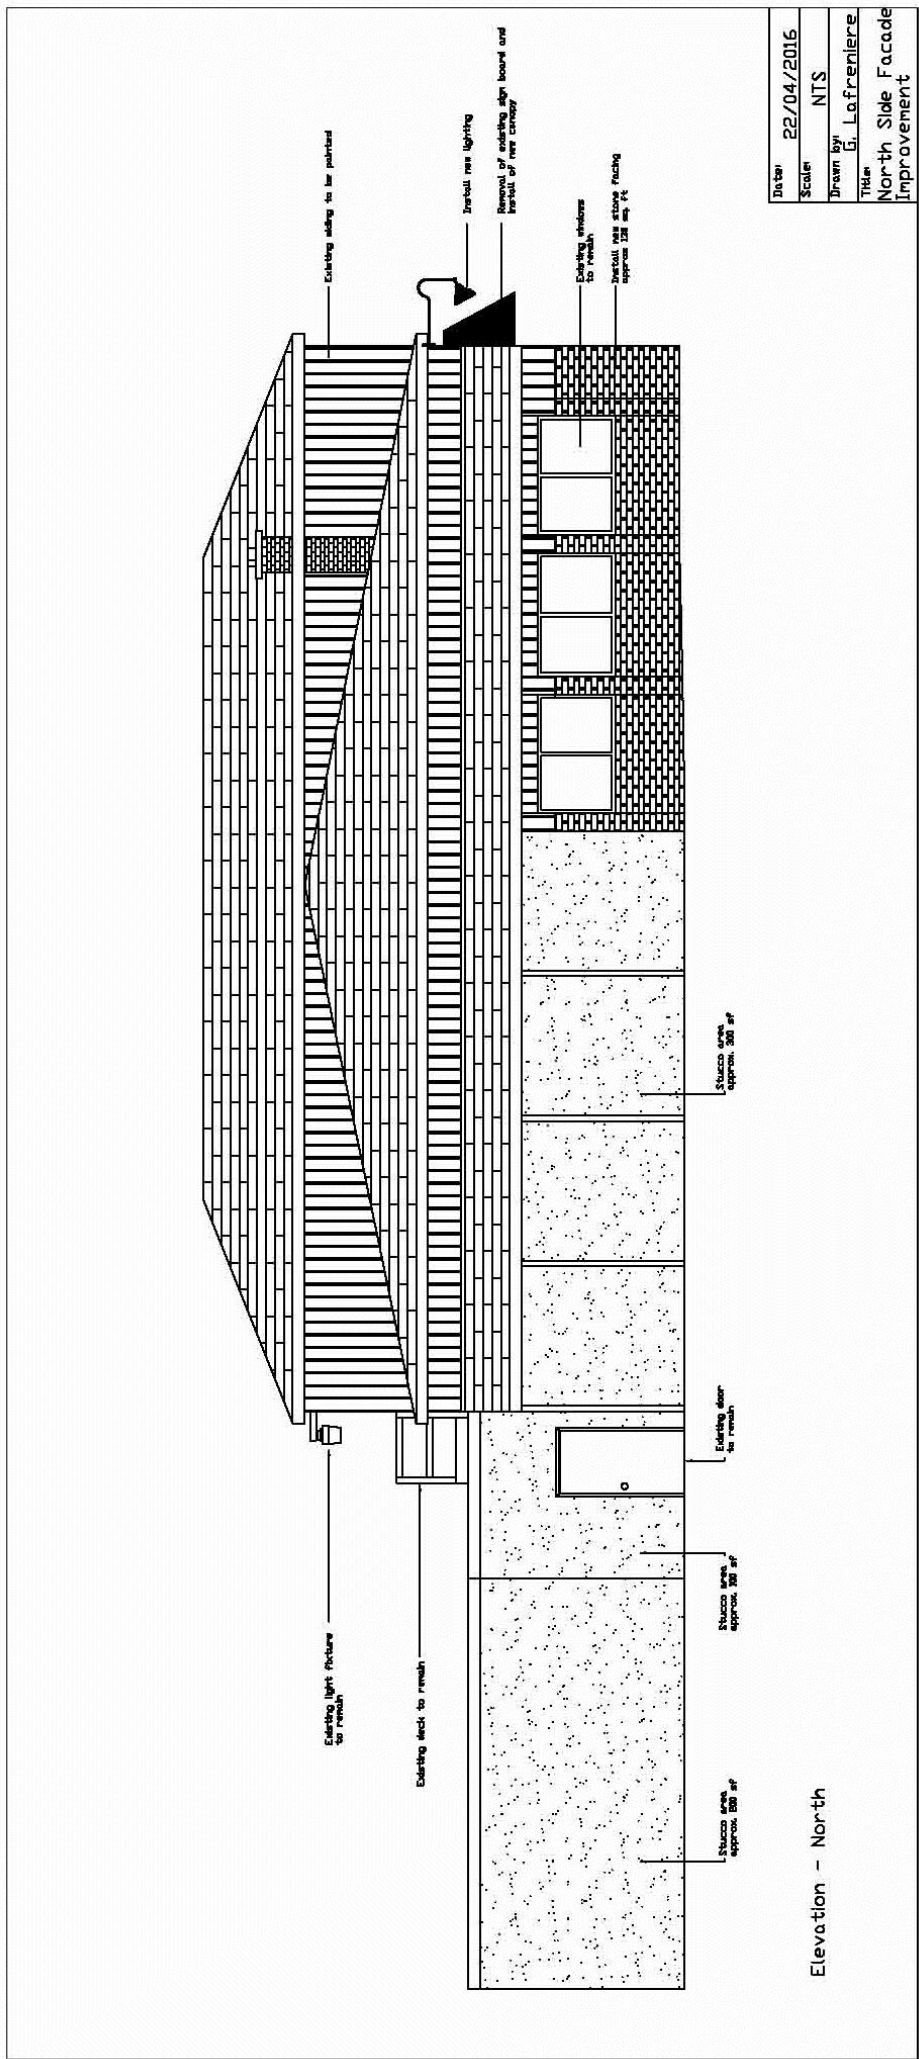 Existing siding to be painted
Install new lighting
Removal of existing sign board and
install of new canopy
Existing windows
to remain
Install new stone facing
approx 128 sq. ft
Stucco area
approx. 300 sf
Existing door
to remain
Stucco area
approx. 100 sf
Stucco area
approx. sf
Existing light fixture
to remain
Existing deck to remain
Elevation - North
Date:
22/04/2016
Scale:
NTS
Drawn by:
G. Lafreniere
Title:
North Side Facade
Improvement